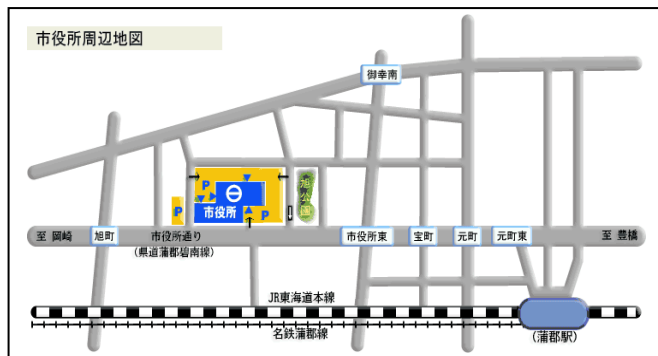 市役所周辺地図
御幸南
旭公園
P
P
市役所
P
至 岡崎
旭町
市役所通り
(県道蒲郡碧南線)
市役所東
宝町
元町
元町東
至 豊橋
JR東海道本線
名鉄蒲郡線
(蒲郡駅)